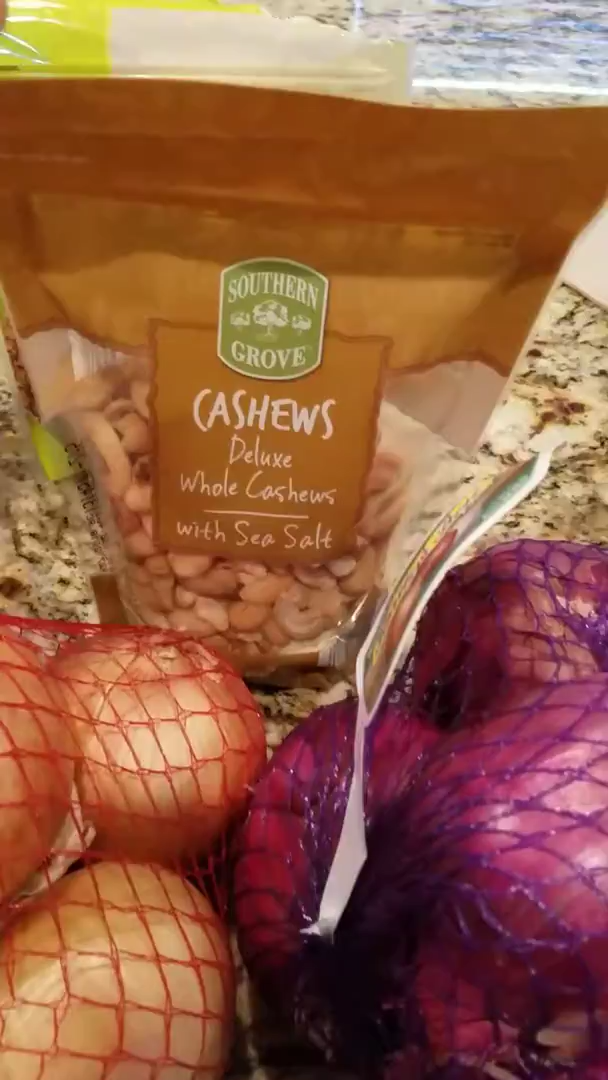 SOUTHERN
GROVE
CASHEWS
Deluxe
Whole Cashews
with Sea Salt